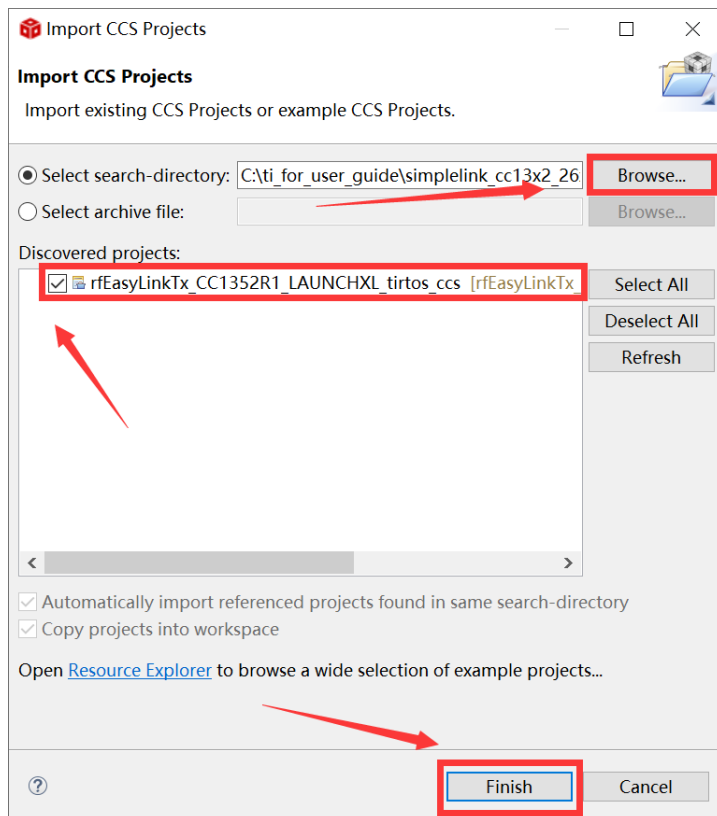 Import CCS Projects
Import CCS Projects
Import existing CCS Projects or example CCS Projects.
Select search-directory: C:\ti_for_user_guide\simplelink_cc13x2_26 Browse...
Select archive file: Browse...
Discovered projects:
rfEasyLinkTx_CC1352R1_LAUNCHXL_tirtos_ccs [rfEasyLinkTx_
Select All
Deselect All
Refresh
Automatically import referenced projects found in same search-directory
Copy projects into workspace
Open Resource Explorer to browse a wide selection of example projects...
? Finish Cancel